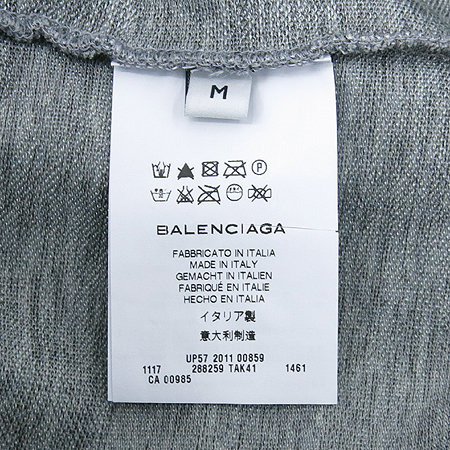 M
P
BALENCIAGA
FABBRICATO IN ITALIA
MADE IN ITALY
GEMACHT IN ITALIEN
FABRIQUÉ EN ITALIE
HECHO EN ITALIA
イタリア製
意大利制造
UP57 2011 00859
1117 288259 TAK41 1461
CA 00985